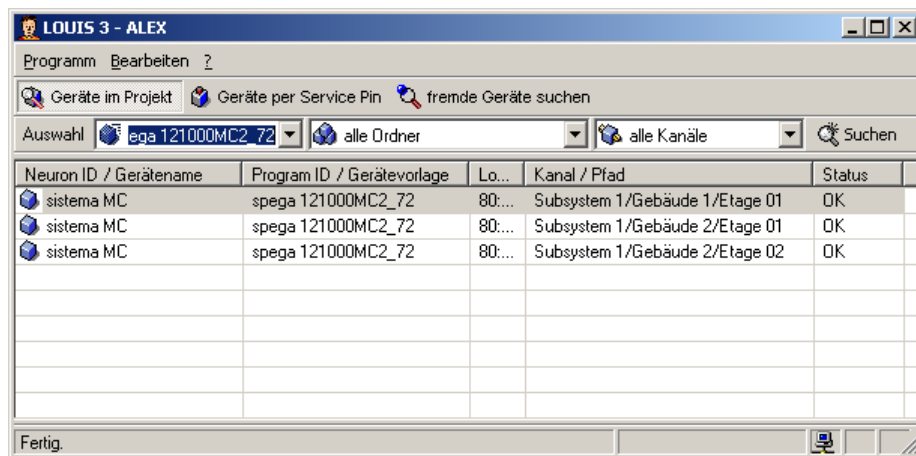 LOUIS 3 - ALEX
Programm Bearbeiten ?
Geräte im Projekt Geräte per Service Pin fremde Geräte suchen
Auswahl ega 121000MC2_72 alle Ordner alle Kanäle Suchen
Neuron ID / Gerätename Program ID / Gerätevorlage Lo... Kanal / Pfad Status
sistema MC spega 121000MC2_72 80:... Subsystem 1/Gebäude 1/Etage 01 OK
sistema MC spega 121000MC2_72 80:... Subsystem 1/Gebäude 2/Etage 01 OK
sistema MC spega 121000MC2_72 80:... Subsystem 1/Gebäude 2/Etage 02 OK
Fertig.